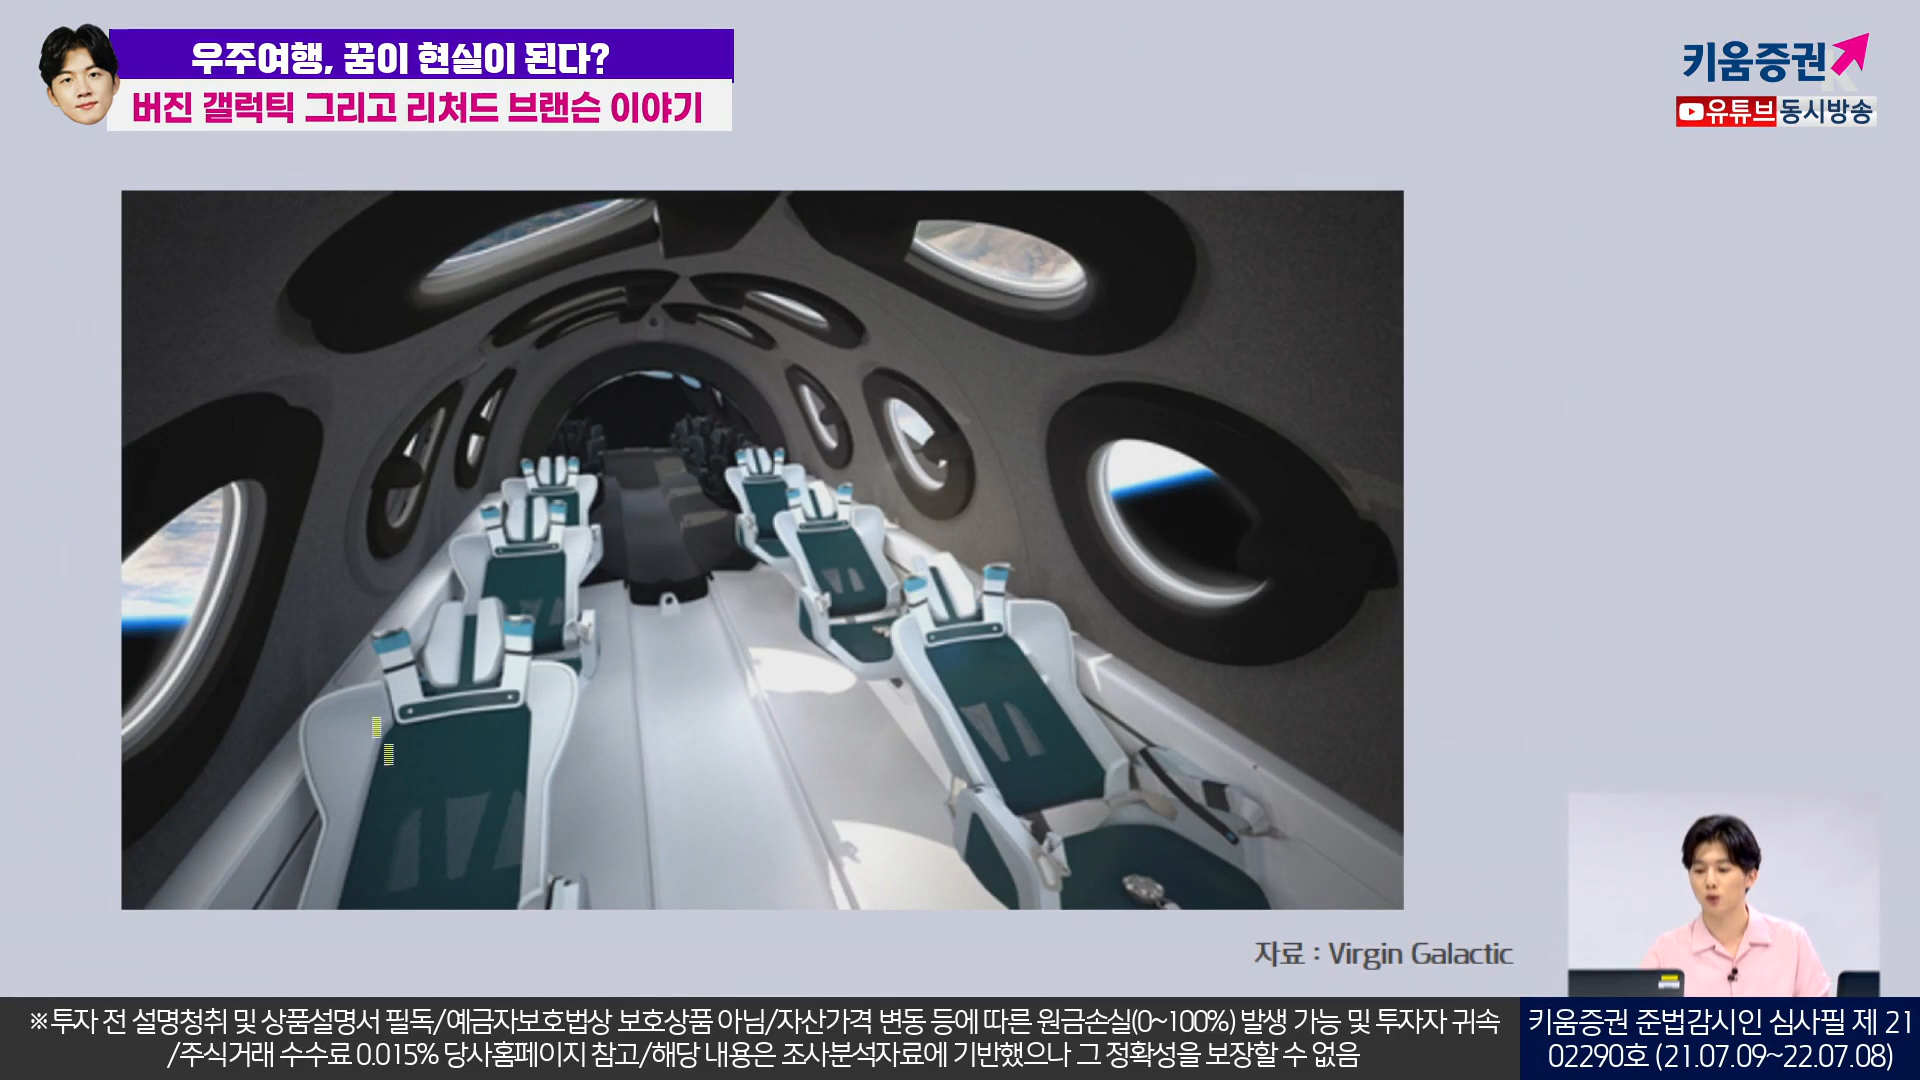 우주여행, 꿈이 현실이 된다?
버진 갤럭틱 그리고 리처드 브랜슨 이야기
키움증권
유튜브 동시방송
자료 : Virgin Galactic
※투자 전 설명청취 및 상품설명서 필독/예금자보호법상 보호상품 아님/자산가격 변동 등에 따른 원금손실(0~100%) 발생 가능 및 투자자 귀속
/주식거래 수수료 0.015% 당사홈페이지 참고/해당 내용은 조사분석자료에 기반했으나 그 정확성을 보장할 수 없음
키움증권 준법감시인 심사필 제 21
02290호 (21.07.09~22.07.08)